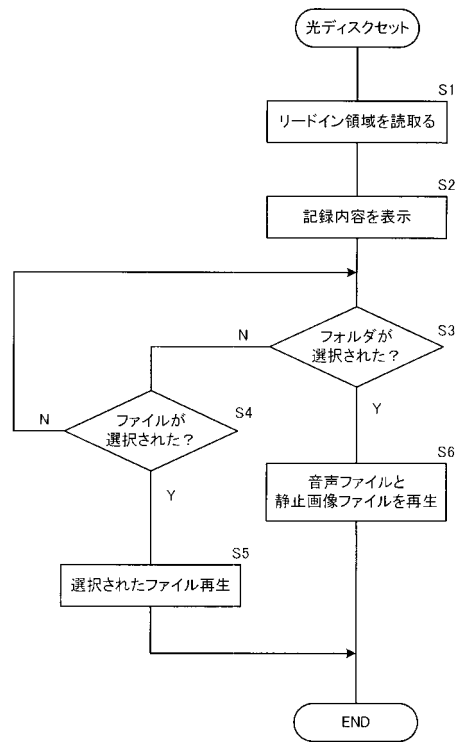 光ディスクセット
S1
リードイン領域を読取る
S2
記録内容を表示
S3
フォルダが
選択された？
N
Y
S4
ファイルが
選択された？
N
Y
S6
音声ファイルと
静止画像ファイルを再生
S5
選択されたファイル再生
END